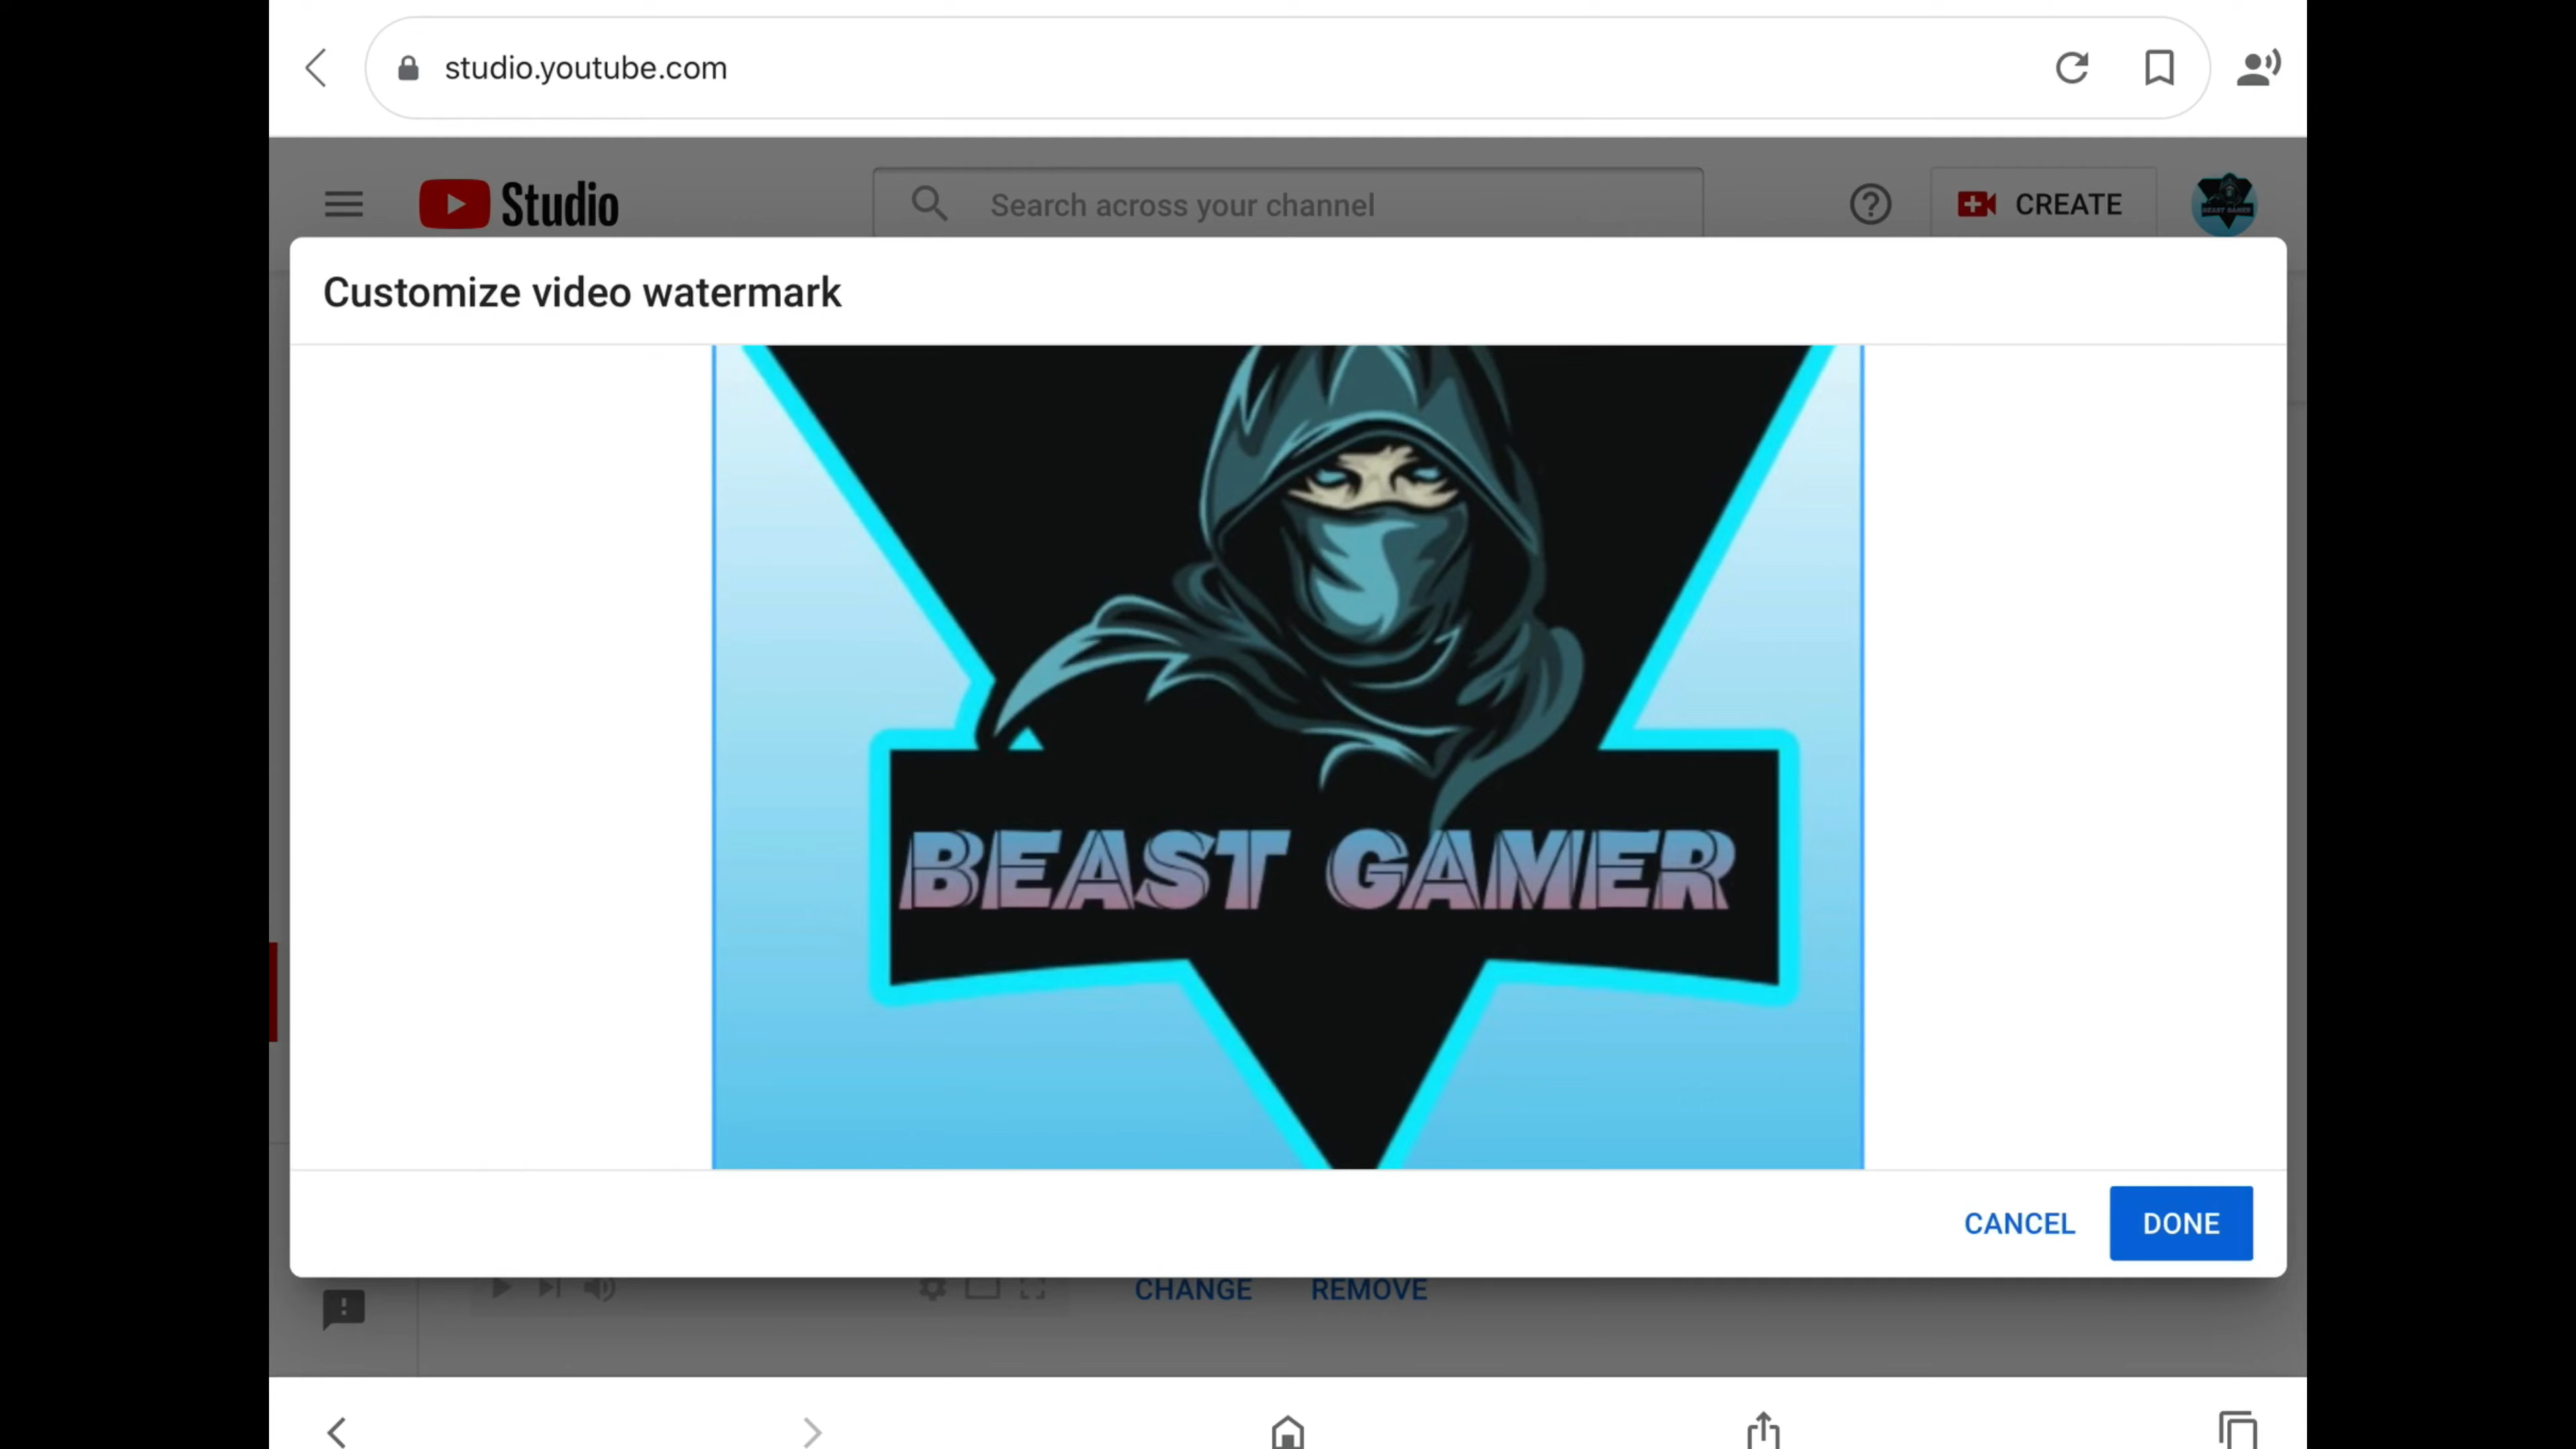 studio.youtube.com
Studio
Search across your channel
CREATE
Customize video watermark
BEAST GAMER
CANCEL
DONE
CHANGE
REMOVE